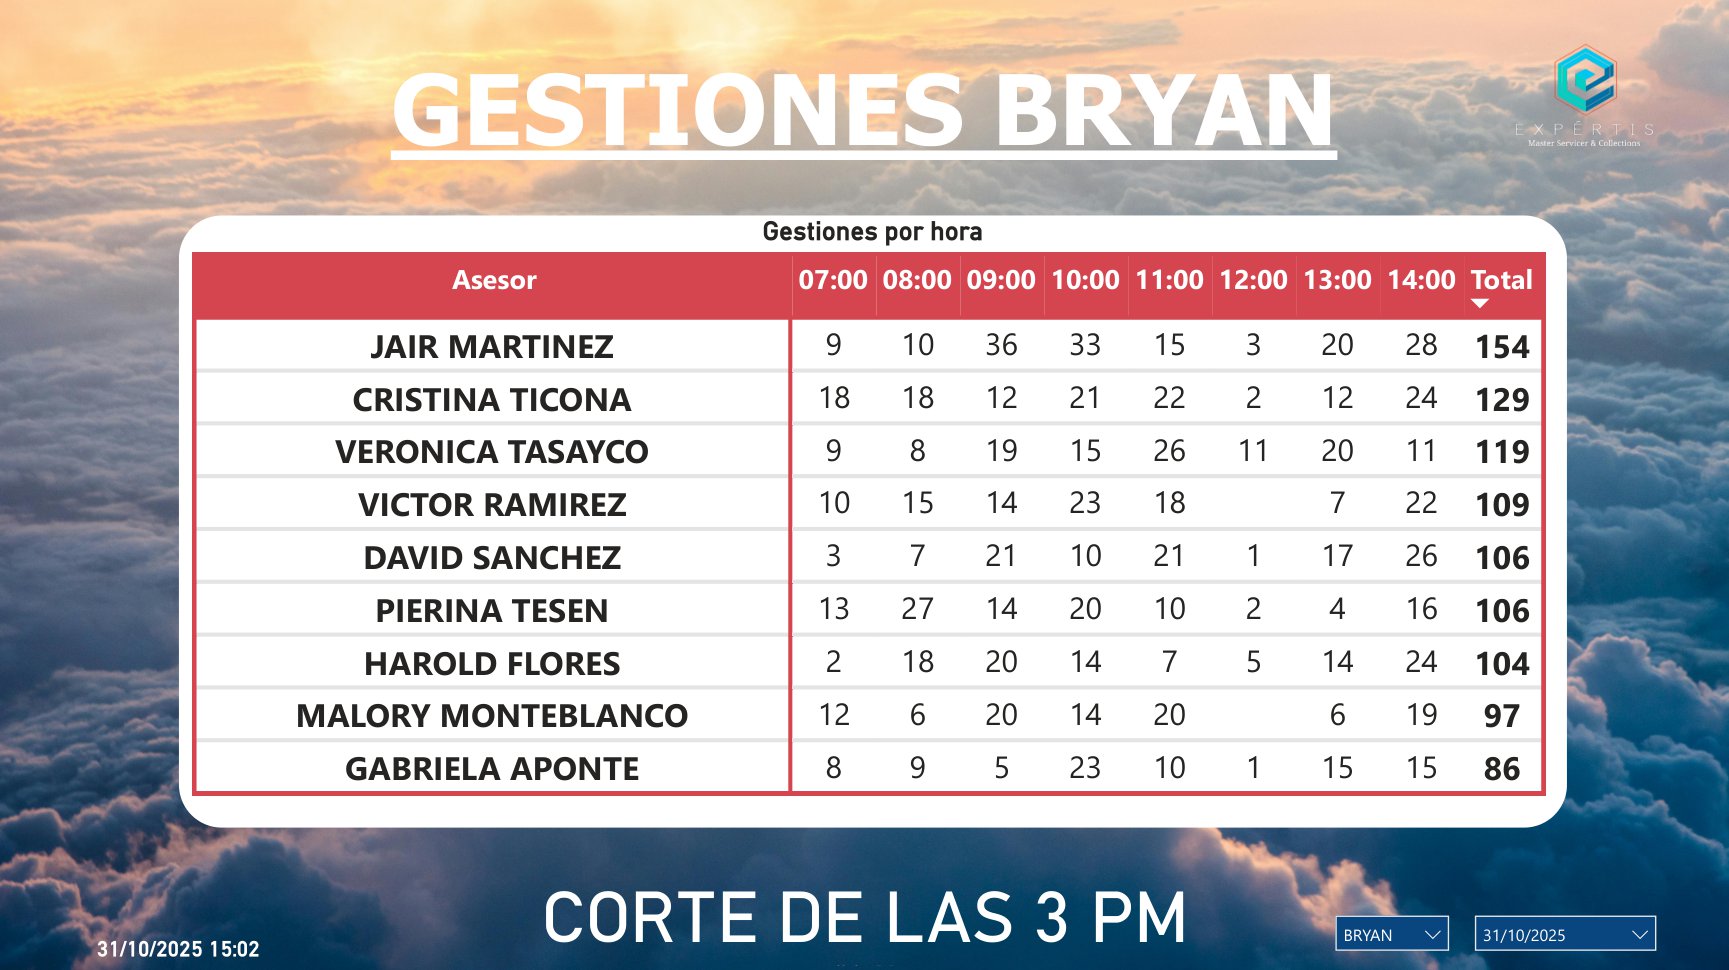 GESTIONES BRYAN
EXPÉRTIS
Master Servicer & Collections
Gestiones por hora
Asesor 07:00 08:00 09:00 10:00 11:00 12:00 13:00 14:00 Total
JAIR MARTINEZ 9 10 36 33 15 3 20 28 154
CRISTINA TICONA 18 18 12 21 22 2 12 24 129
VERONICA TASAYCO 9 8 19 15 26 11 20 11 119
VICTOR RAMIREZ 10 15 14 23 18 7 22 109
DAVID SANCHEZ 3 7 21 10 21 1 17 26 106
PIERINA TESEN 13 27 14 20 10 2 4 16 106
HAROLD FLORES 2 18 20 14 7 5 14 24 104
MALORY MONTEBLANCO 12 6 20 14 20 6 19 97
GABRIELA APONTE 8 9 5 23 10 1 15 15 86
CORTE DE LAS 3 PM
31/10/2025 15:02
BRYAN
31/10/2025